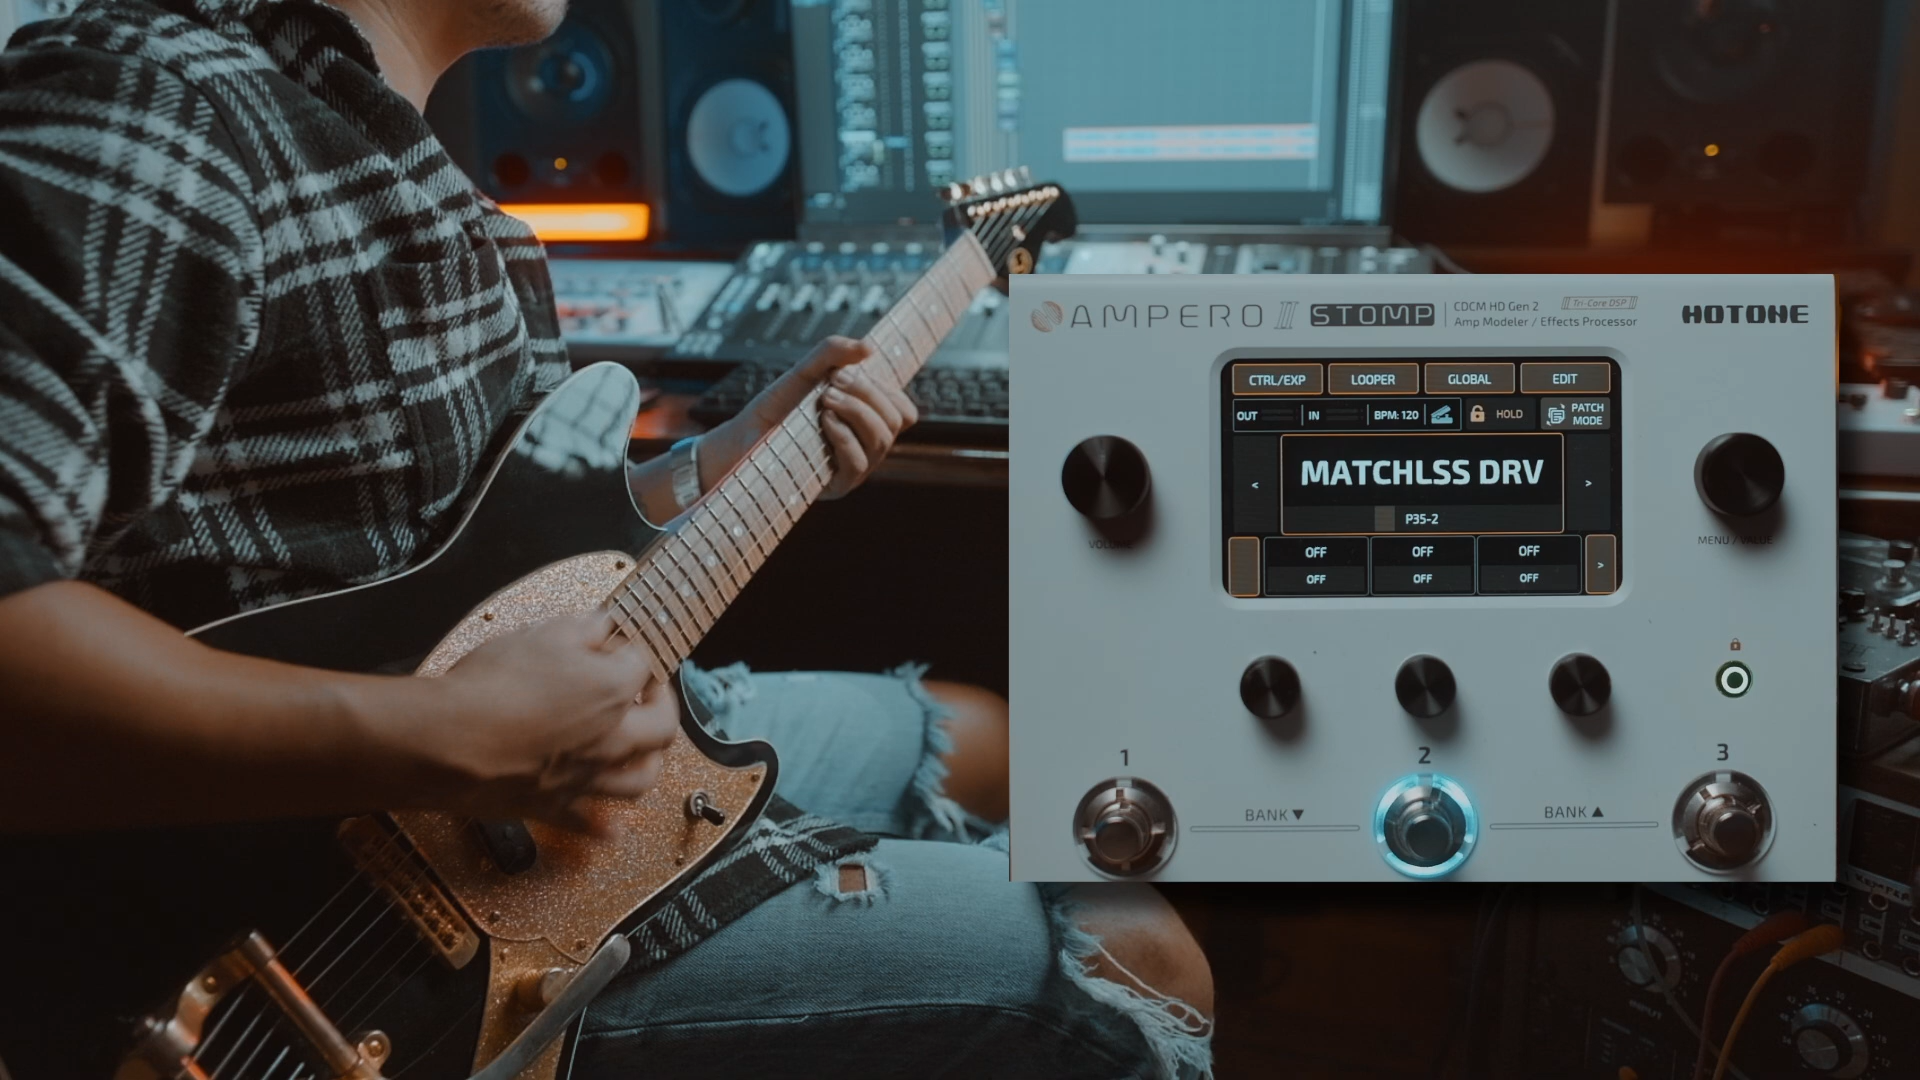 AMPERO II STOMP
CDCM HD Gen 2
Tri-Core DSP
Amp Modeler / Effects Processor
HOTONE
CTRL/EXP LOOPER GLOBAL EDIT
OUT IN BPM: 120 HOLD PATCH MODE
< MATCHLSS DRV >
P35-2
OFF OFF OFF >
OFF OFF OFF
VOLUME
MENU / VALUE
1 2 3
BANK▼ BANK▲